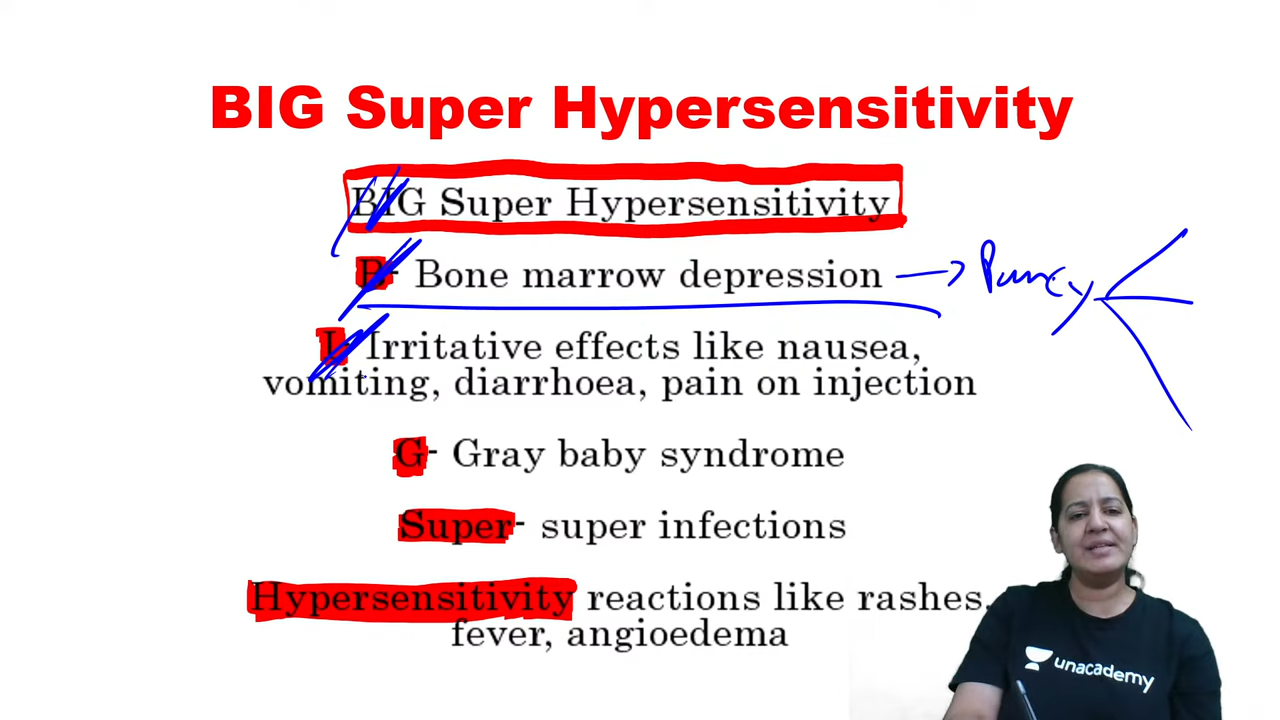 BIG Super Hypersensitivity
BIG Super Hypersensitivity
B- Bone marrow depression →
I- Irritative effects like nausea,
vomiting, diarrhoea, pain on injection
G- Gray baby syndrome
Super- super infections
Hypersensitivity reactions like rashes,
fever, angioedema
unacademy